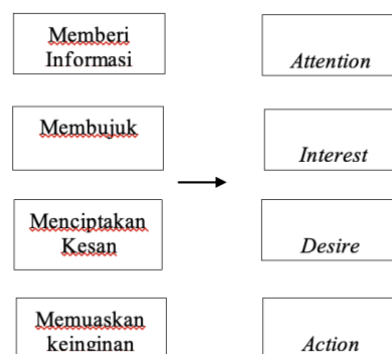 Memberi
Informasi
Attention
Membujuk
Interest
Menciptakan
Kesan
Desire
Memuaskan
keinginan
Action